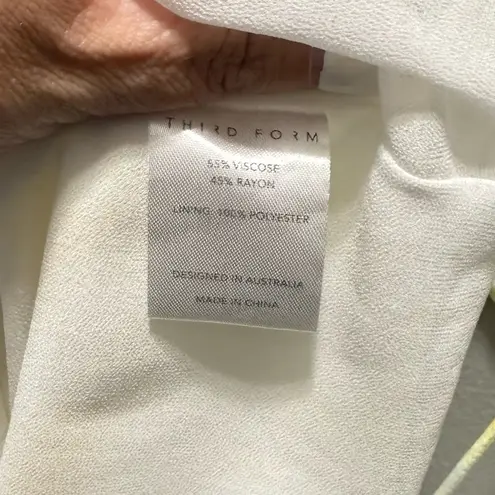 THIRD FORM
55% VISCOSE
45% RAYON
LINING: 100% POLYESTER
DESIGNED IN AUSTRALIA
MADE IN CHINA